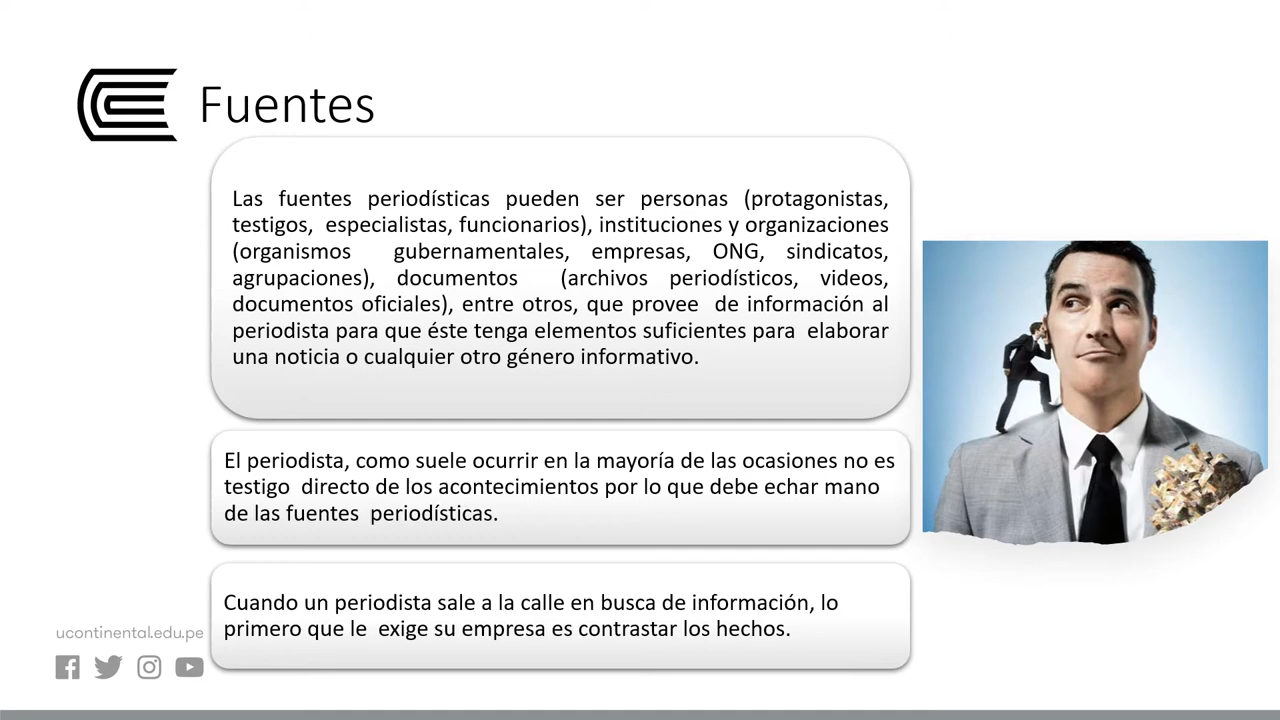 Fuentes
Las fuentes periodísticas pueden ser personas (protagonistas,
testigos, especialistas, funcionarios), instituciones y organizaciones
(organismos gubernamentales, empresas, ONG, sindicatos,
agrupaciones), documentos (archivos periodísticos, videos,
documentos oficiales), entre otros, que provee de información al
periodista para que éste tenga elementos suficientes para elaborar
una noticia o cualquier otro género informativo.
El periodista, como suele ocurrir en la mayoría de las ocasiones no es
testigo directo de los acontecimientos por lo que debe echar mano
de las fuentes periodísticas.
Cuando un periodista sale a la calle en busca de información, lo
primero que le exige su empresa es contrastar los hechos.
ucontinental.edu.pe